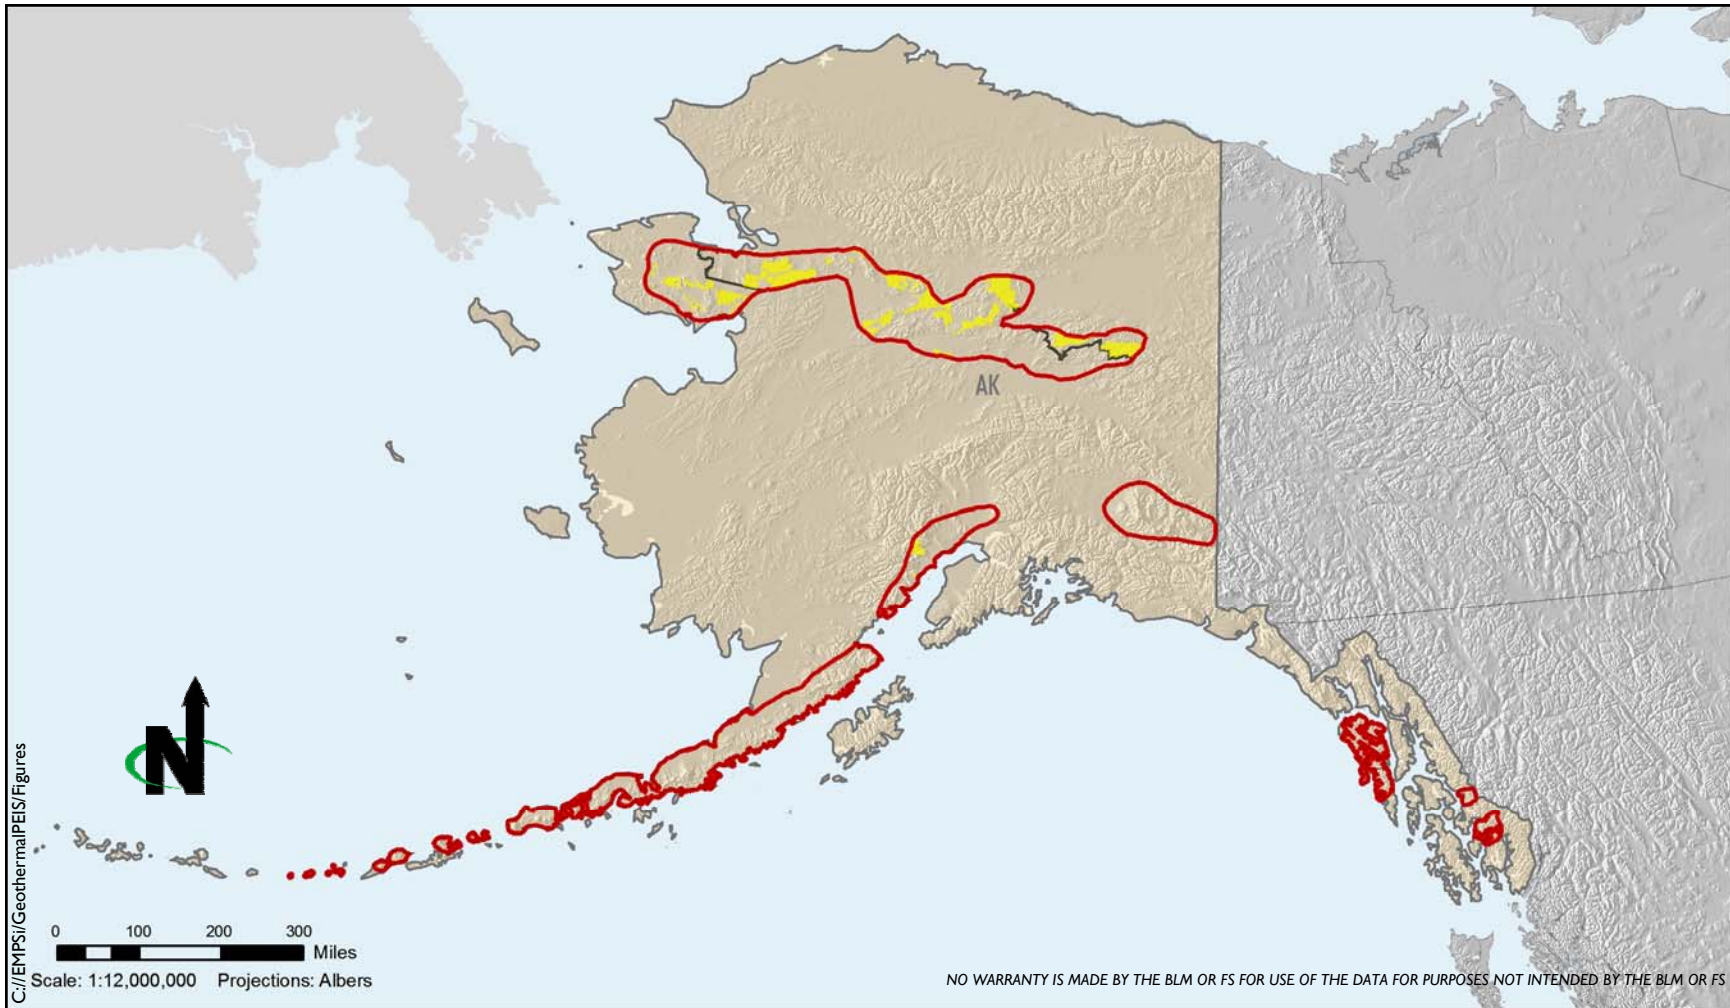 AK
N
C://EMPSi/GeothermalPEIS/Figures
0 100 200 300
Miles
Scale: 1:12,000,000 Projections: Albers
NO WARRANTY IS MADE BY THE BLM OR FS FOR USE OF THE DATA FOR PURPOSES NOT INTENDED BY THE BLM OR FS